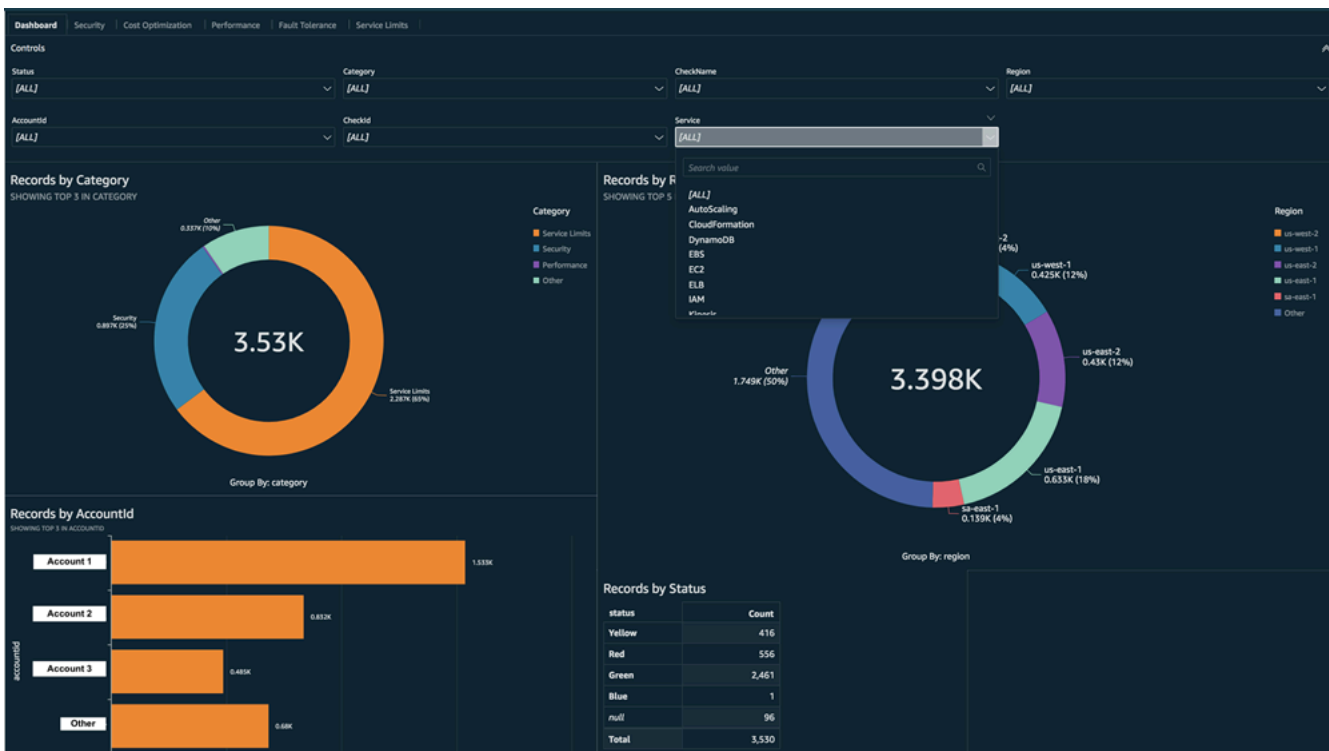 Dashboard Security Cost Optimization Performance Fault Tolerance Service Limits
Controls
Status Category CheckName Region
[ALL] [ALL] [ALL] [ALL]
AccountId CheckId Service
[ALL] [ALL] [ALL]
Search value
[ALL]
AutoScaling
CloudFormation
DynamoDB
EBS
EC2
ELB
IAM
Kinesis
Records by Category
SHOWING TOP 3 IN CATEGORY
Other
0.337K (10%)
Security
0.897K (25%)
3.53K
Service Limits
2.287K (65%)
Category
Service Limits
Security
Performance
Other
Group By: category
Records by R
SHOWING TOP 5
-2
(4%)
us-west-1
0.425K (12%)
us-east-2
0.43K (12%)
Other
1.749K (50%)
3.398K
us-east-1
0.633K (18%)
sa-east-1
0.139K (4%)
Region
us-west-2
us-west-1
us-east-2
us-east-1
sa-east-1
Other
Group By: region
Records by AccountId
SHOWING TOP 3 IN ACCOUNTID
accountId
Account 1 1.533K
Account 2 0.832K
Account 3 0.485K
Other 0.68K
Records by Status
status Count
Yellow 416
Red 556
Green 2,461
Blue 1
null 96
Total 3,530